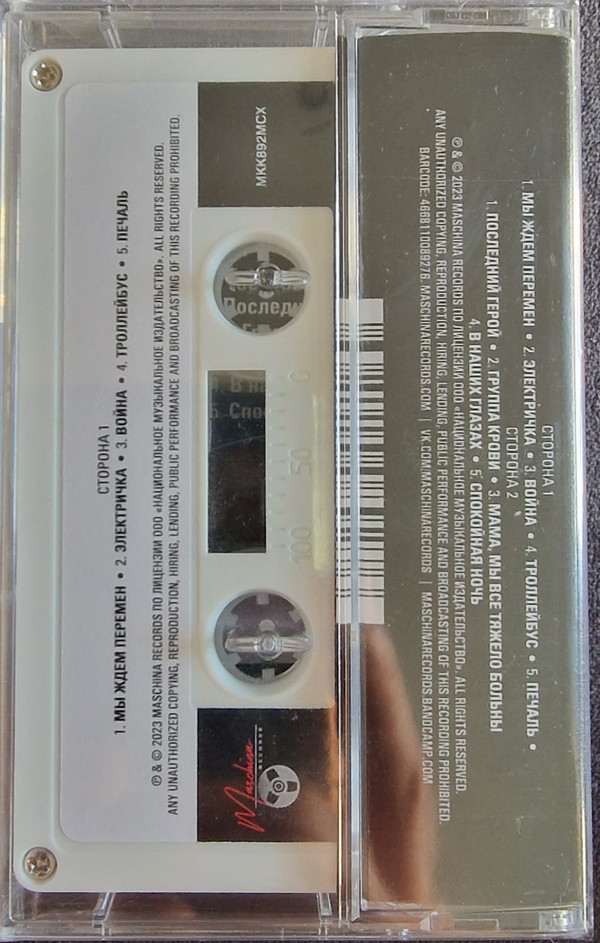 СТОРОНА 1
1. МЫ ЖДЕМ ПЕРЕМЕН • 2. ЭЛЕКТРИЧКА • 3. ВОЙНА • 4. ТРОЛЛЕЙБУС • 5. ПЕЧАЛЬ
℗ & © 2023 MASCHINA RECORDS ПО ЛИЦЕНЗИИ ООО «НАЦИОНАЛЬНОЕ МУЗЫКАЛЬНОЕ ИЗДАТЕЛЬСТВО». ALL RIGHTS RESERVED.
ANY UNAUTHORIZED COPYING, REPRODUCTION, HIRING, LENDING, PUBLIC PERFORMANCE AND BROADCASTING OF THIS RECORDING PROHIBITED.
Maschina
RECORDS
MKK892MCX
Послед
В на
5. Спо
100 50 0
СТОРОНА 1
1. МЫ ЖДЕМ ПЕРЕМЕН • 2. ЭЛЕКТРИЧКА • 3. ВОЙНА • 4. ТРОЛЛЕЙБУС • 5. ПЕЧАЛЬ •
СТОРОНА 2
1. ПОСЛЕДНИЙ ГЕРОЙ • 2. ГРУППА КРОВИ • 3. МАМА, МЫ ВСЕ ТЯЖЕЛО БОЛЬНЫ
4. В НАШИХ ГЛАЗАХ • 5. СПОКОЙНАЯ НОЧЬ
℗ & © 2023 MASCHINA RECORDS ПО ЛИЦЕНЗИИ ООО «НАЦИОНАЛЬНОЕ МУЗЫКАЛЬНОЕ ИЗДАТЕЛЬСТВО». ALL RIGHTS RESERVED.
ANY UNAUTHORIZED COPYING, REPRODUCTION, HIRING, LENDING, PUBLIC PERFORMANCE AND BROADCASTING OF THIS RECORDING PROHIBITED.
BARCODE: MASCHINARECORDS.COM | VK.COM/MASCHINARECORDS | MASCHINARECORDS.BANDCAMP.COM